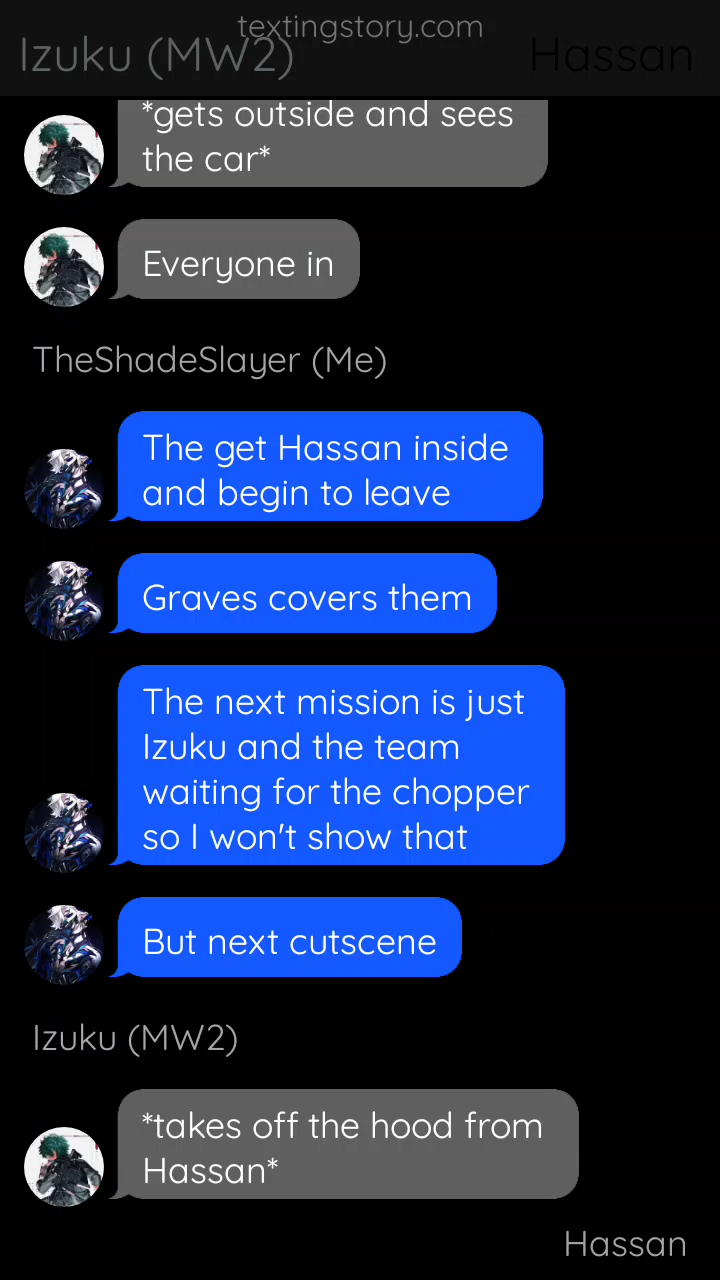 textingstory.com
Izuku (MW2)
Hassan
*gets outside and sees
the car*
Everyone in
TheShadeSlayer (Me)
The get Hassan inside
and begin to leave
Graves covers them
The next mission is just
Izuku and the team
waiting for the chopper
so I won't show that
But next cutscene
Izuku (MW2)
*takes off the hood from
Hassan*
Hassan